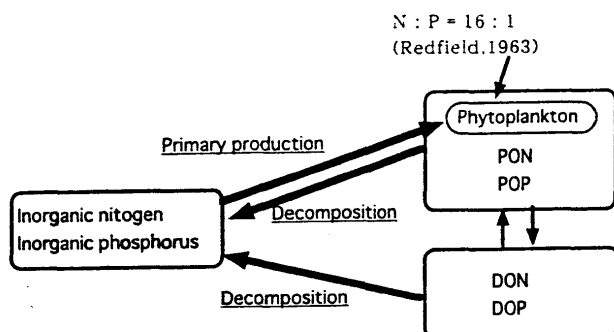 N : P = 16 : 1
(Redfield.1963)
Phytoplankton
Primary production
PON
POP
Inorganic nitogen
Inorganic phosphorus
Decomposition
Decomposition
DON
DOP